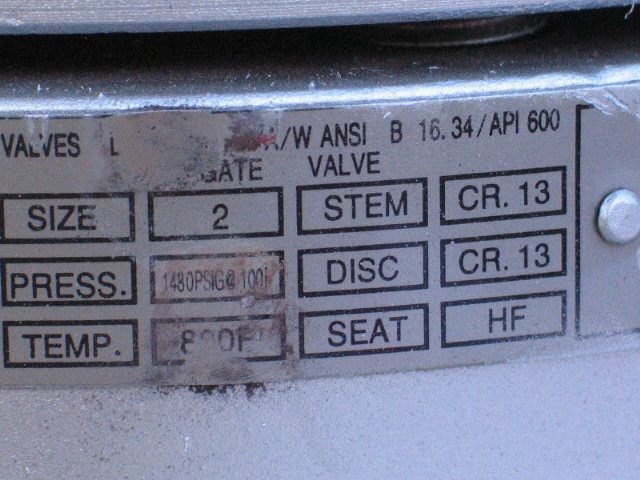 VALVES L A/W ANSI B 16.34/API 600
GATE VALVE
SIZE 2 STEM CR. 13
PRESS. 1480PSIG@100F DISC CR. 13
TEMP. SEAT HF